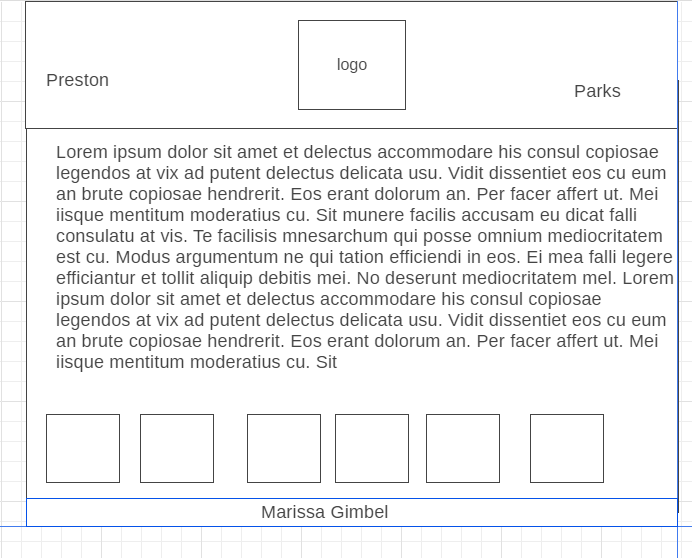 logo
Preston
Parks
Lorem ipsum dolor sit amet et delectus accommodare his consul copiosae
legendos at vix ad putent delectus delicata usu. Vidit dissentiet eos cu eum
an brute copiosae hendrerit. Eos erant dolorum an. Per facer affert ut. Mei
iisque mentitum moderatius cu. Sit munere facilis accusam eu dicat falli
consulatu at vis. Te facilisis mnesarchum qui posse omnium mediocritatem
est cu. Modus argumentum ne qui tation efficiendi in eos. Ei mea falli legere
efficiantur et tollit aliquip debitis mei. No deserunt mediocritatem mel. Lorem
ipsum dolor sit amet et delectus accommodare his consul copiosae
legendos at vix ad putent delectus delicata usu. Vidit dissentiet eos cu eum
an brute copiosae hendrerit. Eos erant dolorum an. Per facer affert ut. Mei
iisque mentitum moderatius cu. Sit
Marissa Gimbel